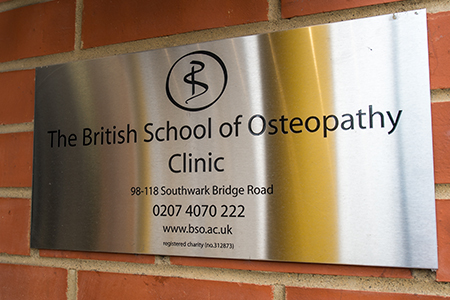 The British School of Osteopathy
Clinic
98-118 Southwark Bridge Road
0207 4070 222
www.bso.ac.uk
registered charity (no.312873)